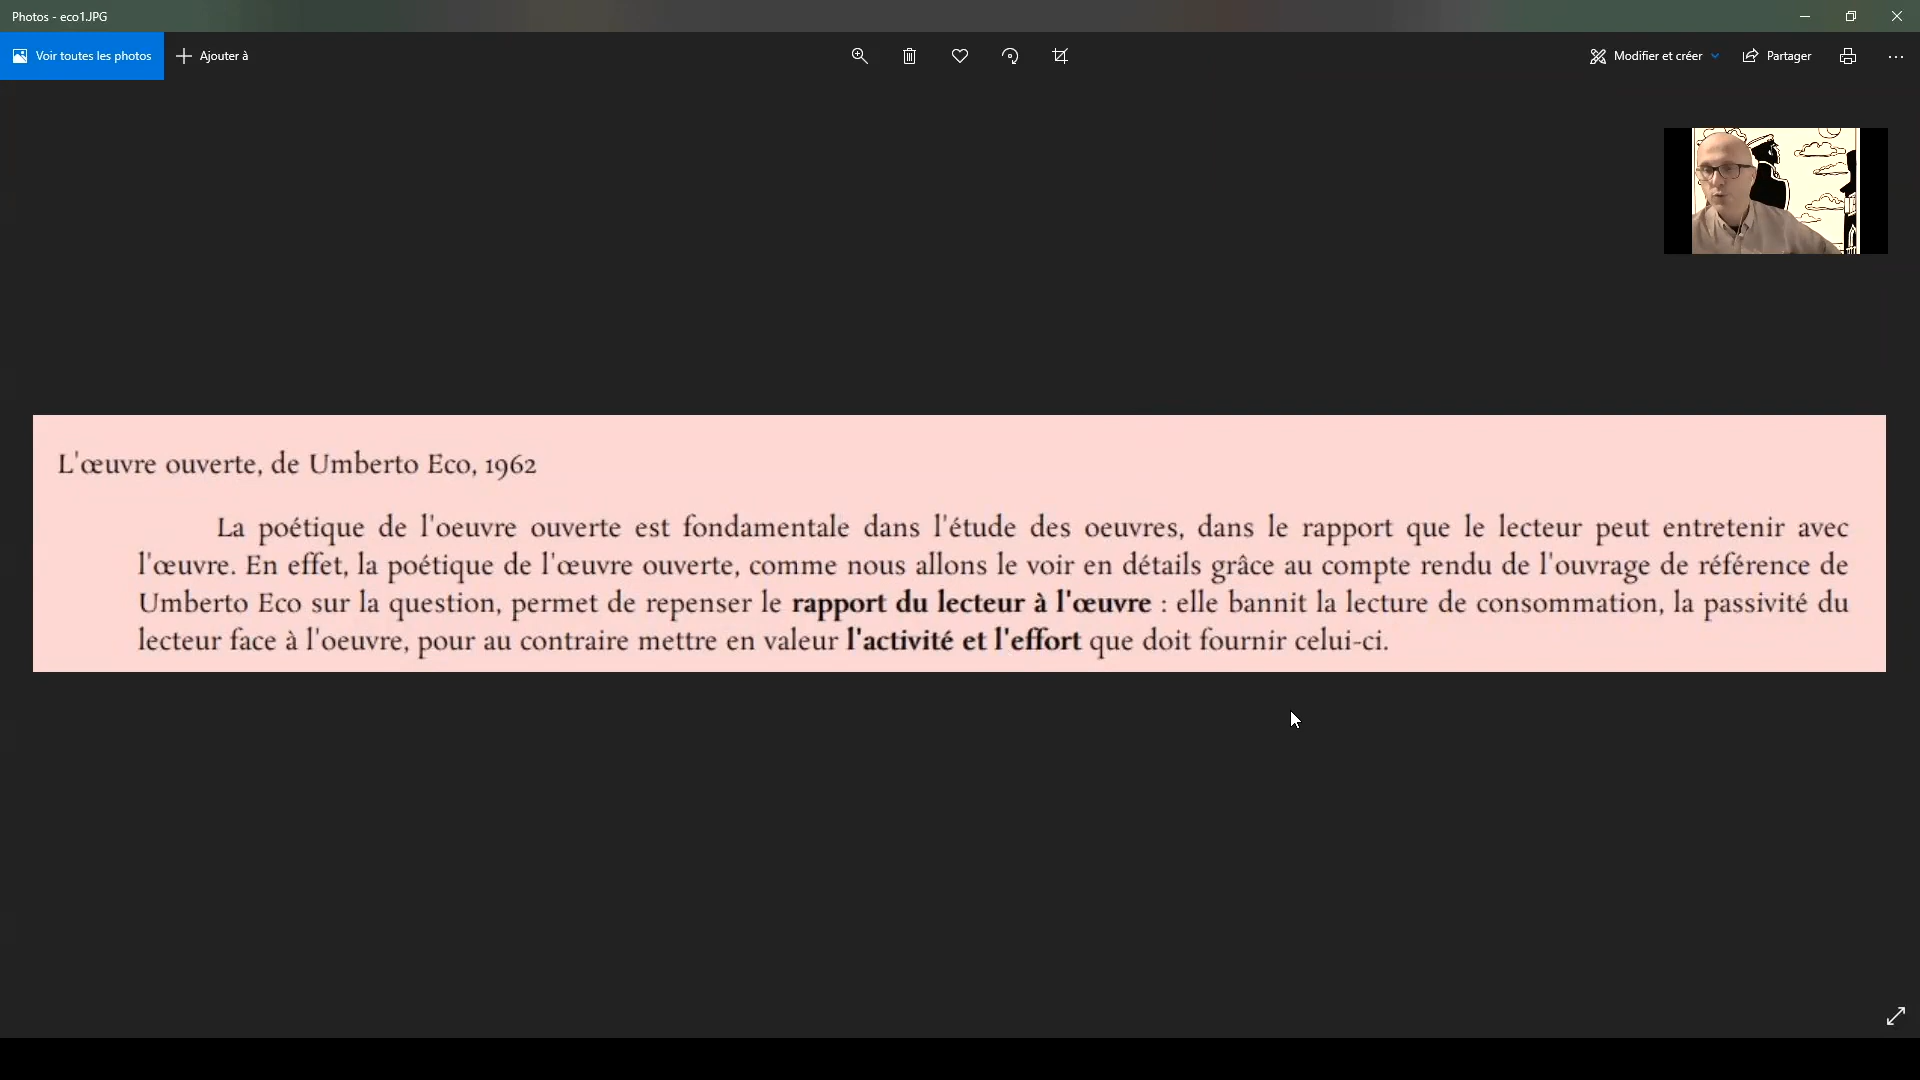 Photos - eco1.JPG
Voir toutes les photos
Ajouter à
Modifier et créer
Partager
L'œuvre ouverte, de Umberto Eco, 1962
La poétique de l'oeuvre ouverte est fondamentale dans l'étude des oeuvres, dans le rapport que le lecteur peut entretenir avec
l'œuvre. En effet, la poétique de l'œuvre ouverte, comme nous allons le voir en détails grâce au compte rendu de l'ouvrage de référence de
Umberto Eco sur la question, permet de repenser le rapport du lecteur à l'œuvre : elle bannit la lecture de consommation, la passivité du
lecteur face à l'oeuvre, pour au contraire mettre en valeur l'activité et l'effort que doit fournir celui-ci.